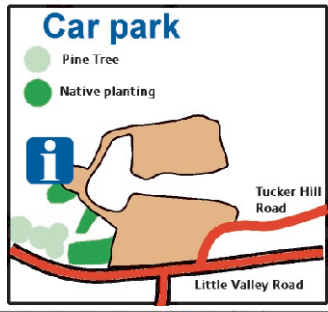 Car park
Pine Tree
Native planting
i
Tucker Hill
Road
Little Valley Road